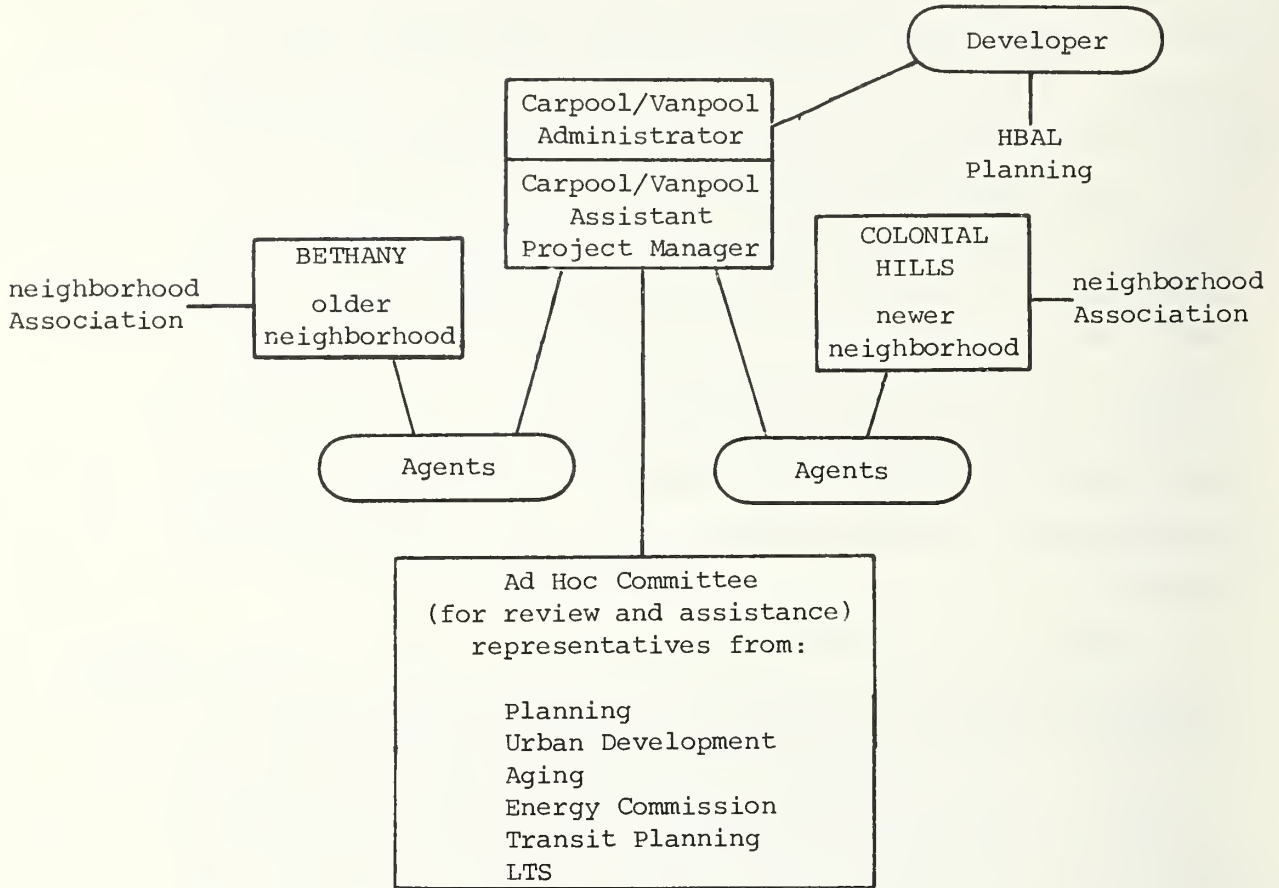 Developer
HBAL
Planning
Carpool/Vanpool
Administrator
Carpool/Vanpool
Assistant
Project Manager
neighborhood
Association
BETHANY
older
neighborhood
COLONIAL
HILLS
newer
neighborhood
neighborhood
Association
Agents
Agents
Ad Hoc Committee
(for review and assistance)
representatives from:
Planning
Urban Development
Aging
Energy Commission
Transit Planning
LTS